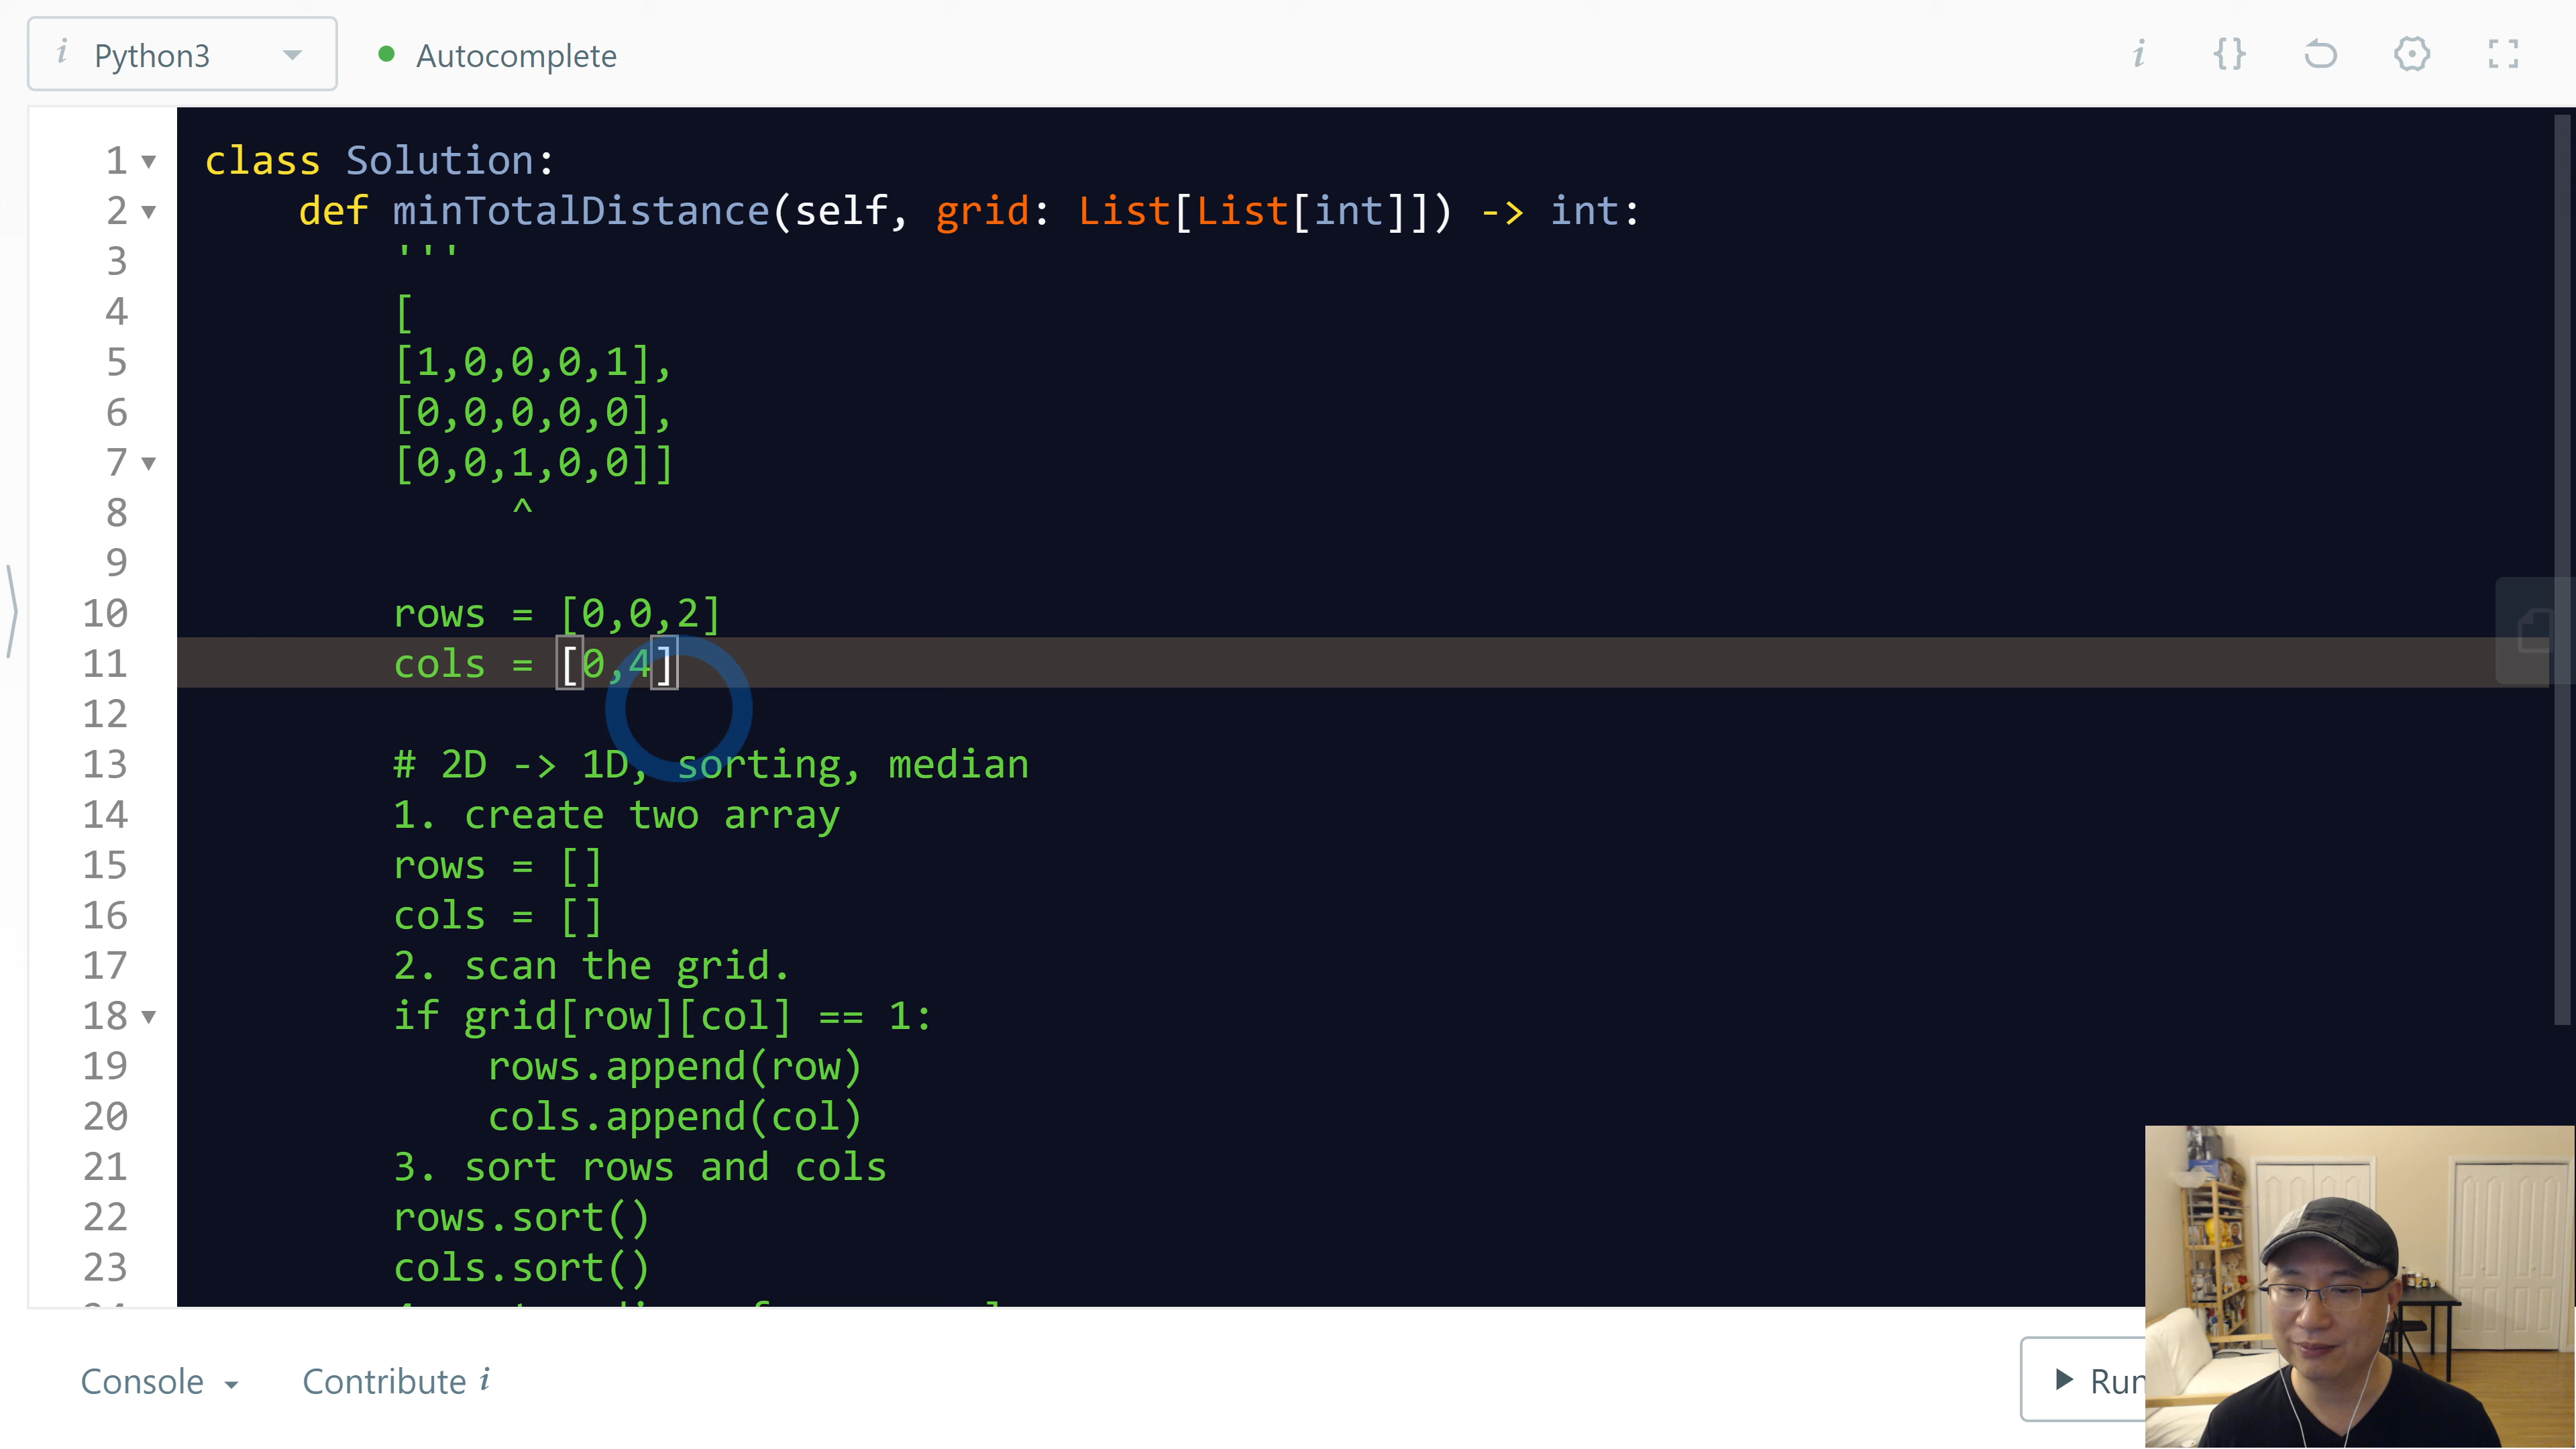 i Python3 Autocomplete i {}
1 class Solution:
2 def minTotalDistance(self, grid: List[List[int]]) -> int:
3 '''
4 [
5 [1,0,0,0,1],
6 [0,0,0,0,0],
7 [0,0,1,0,0]]
8 ^
9
10 rows = [0,0,2]
11 cols = [0,4]
12
13 # 2D -> 1D, sorting, median
14 1. create two array
15 rows = []
16 cols = []
17 2. scan the grid.
18 if grid[row][col] == 1:
19 rows.append(row)
20 cols.append(col)
21 3. sort rows and cols
22 rows.sort()
23 cols.sort()
Console Contribute i Run